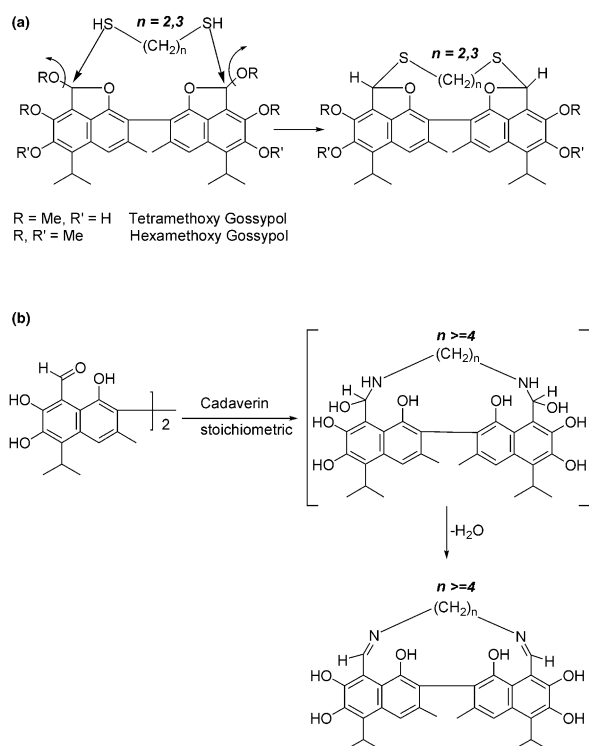 (a)
HS n = 2,3 SH
(CH2)n
RO OR
RO O O OR
R'O OR'
n = 2,3
S S
H (CH2)n H
RO O O OR
R'O OR'
R = Me, R' = H Tetramethoxy Gossypol
R, R' = Me Hexamethoxy Gossypol
(b)
H O OH
HO
HO
2
Cadaverin
stoichiometric
n >=4
(CH2)n
H HN NH H
HO OH OH OH
HO OH
HO OH
-H2O
n >=4
(CH2)n
N N
H OH OH H
HO OH
HO OH